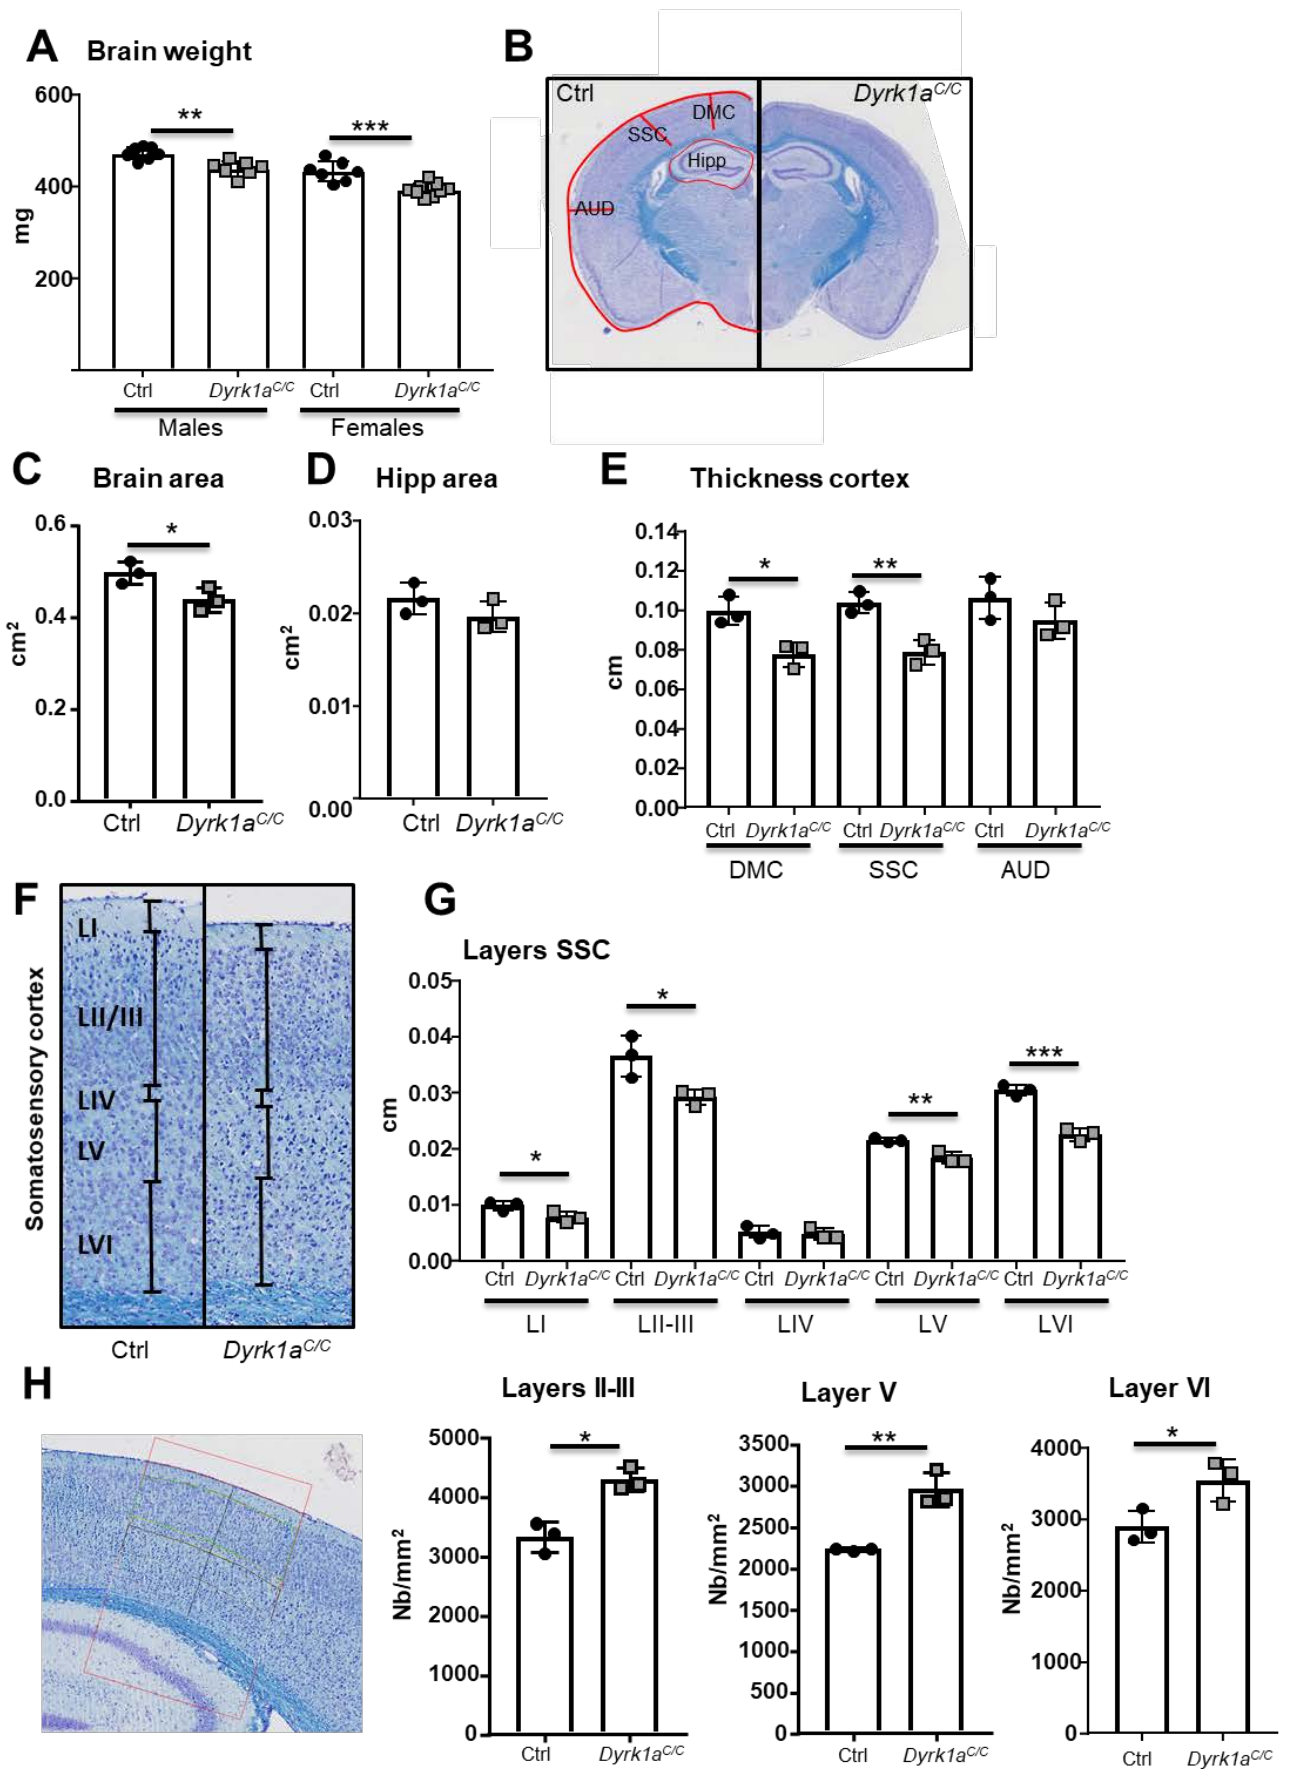 A Brain weight
600
400
200
mg
** ***
Ctrl Dyrk1aC/C Ctrl Dyrk1aC/C
Males Females
B
Ctrl Dyrk1aC/C
DMC
SSC
Hipp
AUD
C Brain area
0.6
0.4
0.2
0.0
cm2
*
Ctrl Dyrk1aC/C
D Hipp area
0.03
0.02
0.01
0.00
cm2
Ctrl Dyrk1aC/C
E Thickness cortex
0.14
0.12
0.10
0.08
0.06
0.04
0.02
0.00
cm
* **
Ctrl Dyrk1aC/C Ctrl Dyrk1aC/C Ctrl Dyrk1aC/C
DMC SSC AUD
F
Somatosensory cortex
LI
LII/III
LIV
LV
LVI
Ctrl Dyrk1aC/C
G
Layers SSC
0.05
0.04
0.03
0.02
0.01
0.00
cm
* * ** ***
Ctrl Dyrk1aC/C Ctrl Dyrk1aC/C Ctrl Dyrk1aC/C Ctrl Dyrk1aC/C Ctrl Dyrk1aC/C
LI LII-III LIV LV LVI
H
Layers II-III
5000
4000
3000
2000
1000
0
Nb/mm2
*
Ctrl Dyrk1aC/C
Layer V
3500
3000
2500
2000
1500
1000
500
0
Nb/mm2
**
Ctrl Dyrk1aC/C
Layer VI
4000
3000
2000
1000
0
Nb/mm2
*
Ctrl Dyrk1aC/C